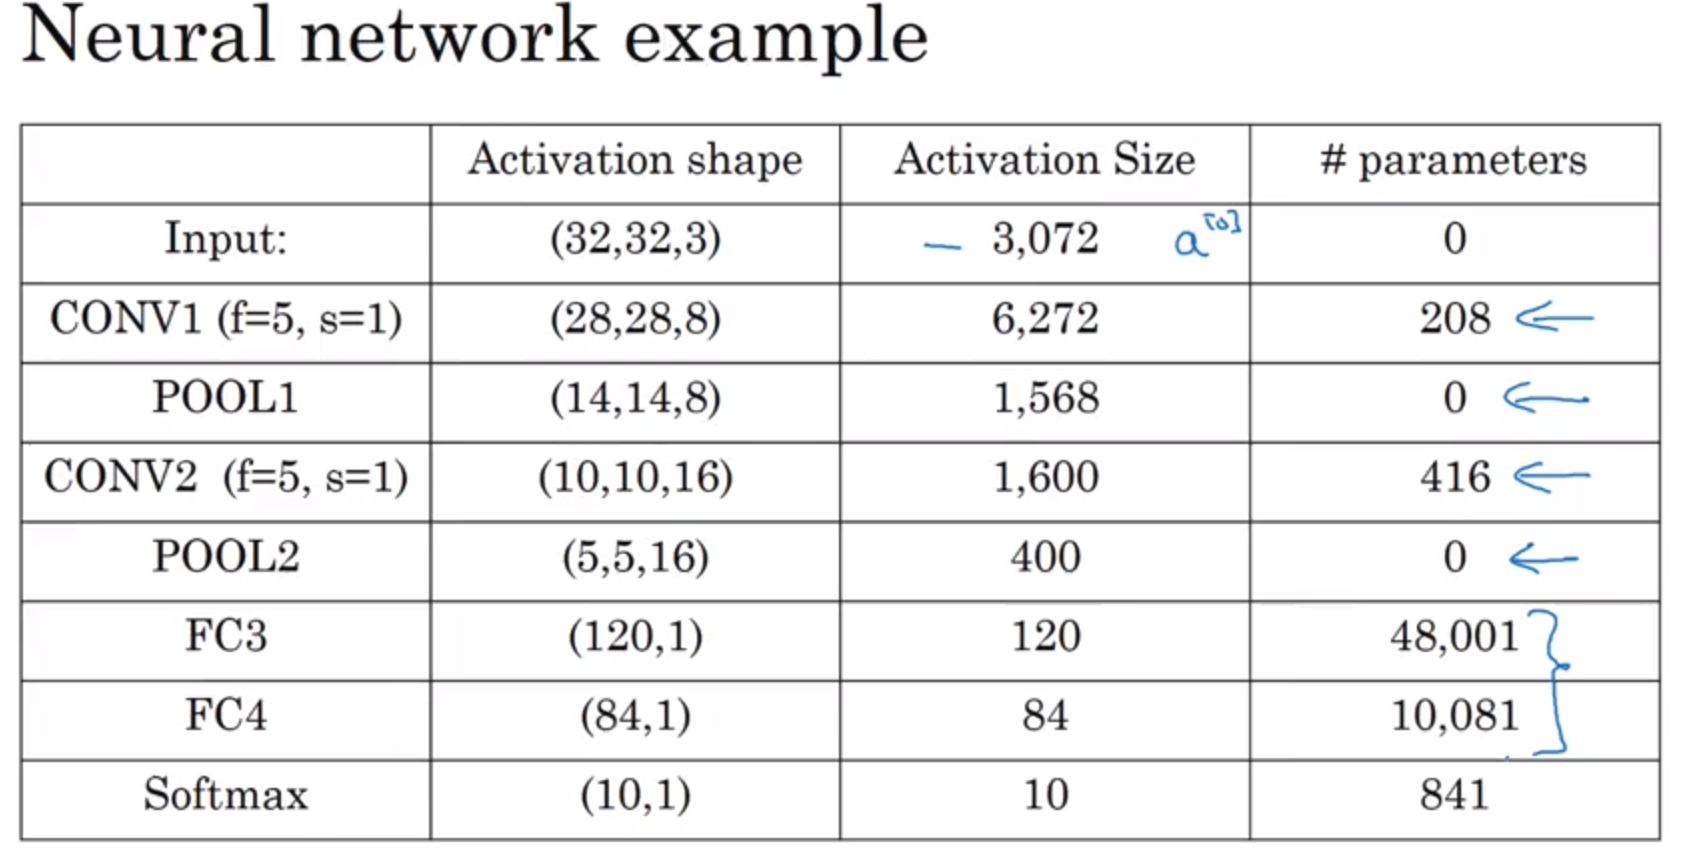 Neural network example
Activation shape Activation Size # parameters
Input: (32,32,3) – 3,072 a[0] 0
CONV1 (f=5, s=1) (28,28,8) 6,272 208 ←
POOL1 (14,14,8) 1,568 0 ←
CONV2 (f=5, s=1) (10,10,16) 1,600 416 ←
POOL2 (5,5,16) 400 0 ←
FC3 (120,1) 120 48,001
FC4 (84,1) 84 10,081
Softmax (10,1) 10 841